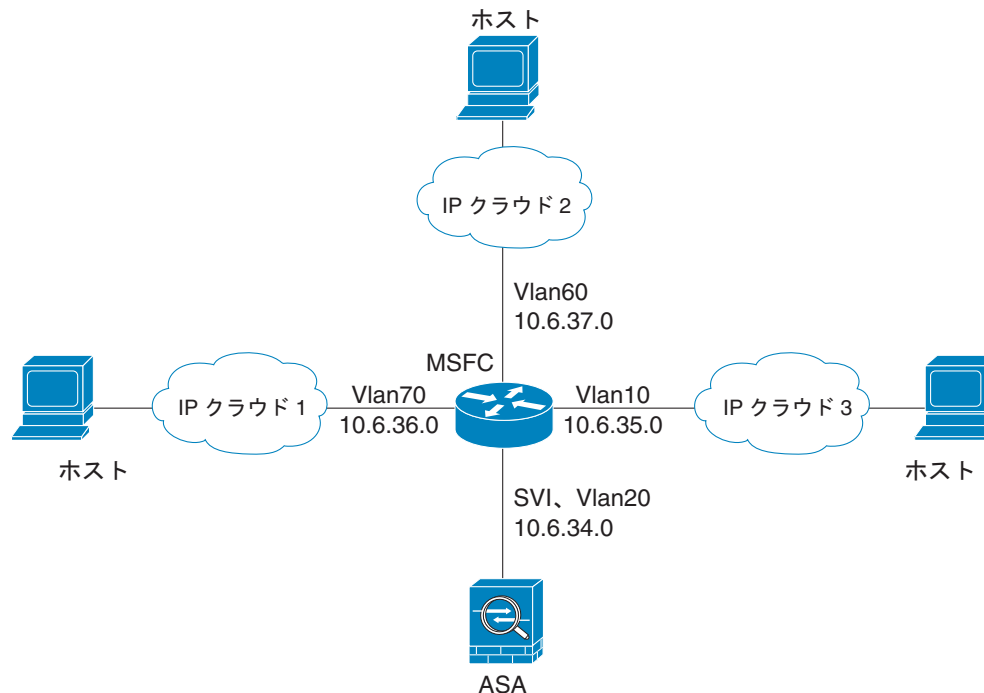 ホスト
IP クラウド 2
Vlan60
10.6.37.0
MSFC
IP クラウド 1
Vlan70
10.6.36.0
Vlan10
10.6.35.0
IP クラウド 3
ホスト
ホスト
SVI、Vlan20
10.6.34.0
ASA